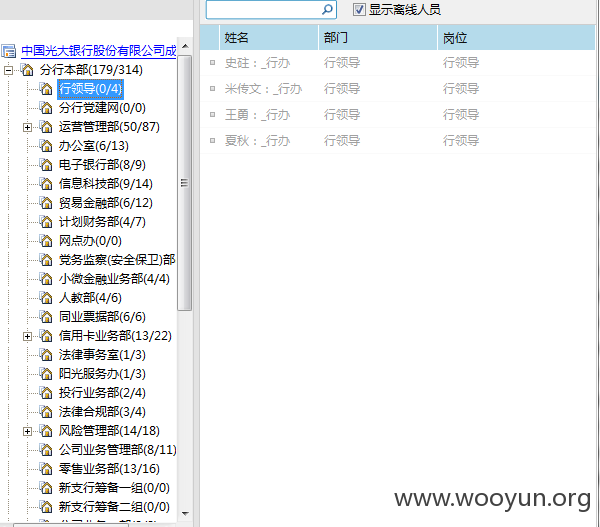 显示离线人员
姓名 部门 岗位
中国光大银行股份有限公司成
分行本部(179/314)
行领导(0/4)
分行党建网(0/0)
运营管理部(50/87)
办公室(6/13)
电子银行部(8/9)
信息科技部(9/14)
贸易金融部(6/12)
计划财务部(4/7)
网点办(0/0)
党务监察(安全保卫)部
小微金融业务部(4/4)
人教部(4/6)
同业票据部(6/6)
信用卡业务部(13/22)
法律事务室(1/3)
阳光服务办(1/3)
投行业务部(2/4)
法律合规部(3/4)
风险管理部(14/18)
公司业务管理部(8/11)
零售业务部(13/16)
新支行筹备一组(0/0)
新支行筹备二组(0/0)
史硅：_行办 行领导 行领导
米传文：_行办 行领导 行领导
王勇：_行办 行领导 行领导
夏秋：_行办 行领导 行领导
www.wooyun.org